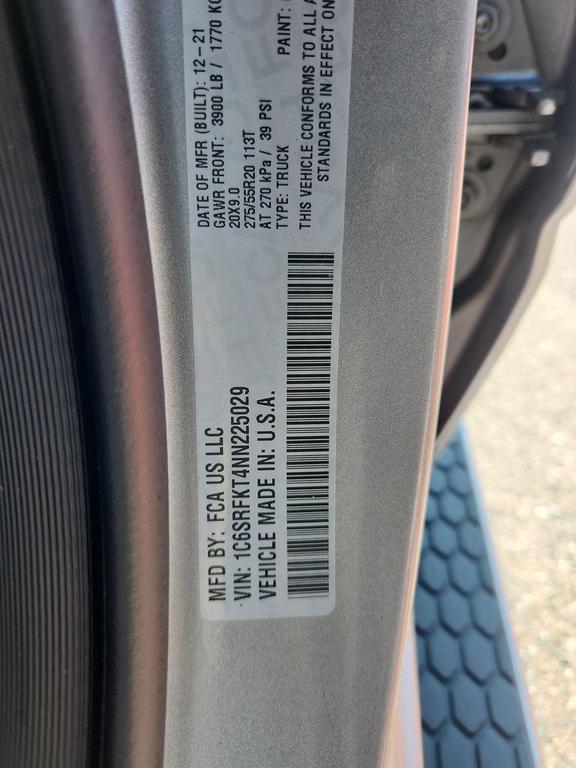 MFD BY: FCA US LLC
VIN: 1C6SRFKT4NN225029
VEHICLE MADE IN: U.S.A.
DATE OF MFR (BUILT): 12-21
GAWR FRONT: 3900 LB / 1770 KG
20X9.0
275/55R20 113T
AT 270 kPa / 39 PSI
TYPE: TRUCK
PAINT:
THIS VEHICLE CONFORMS TO ALL A
STANDARDS IN EFFECT ON